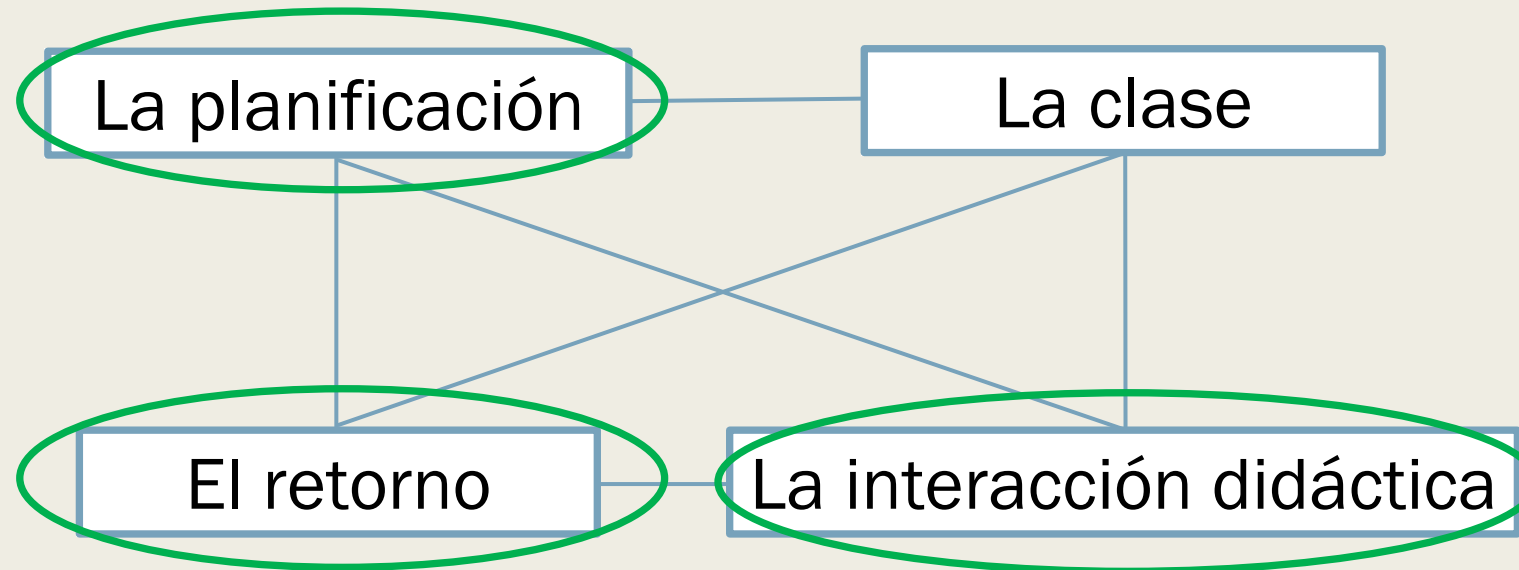 La planificación
La clase
El retorno
La interacción didáctica